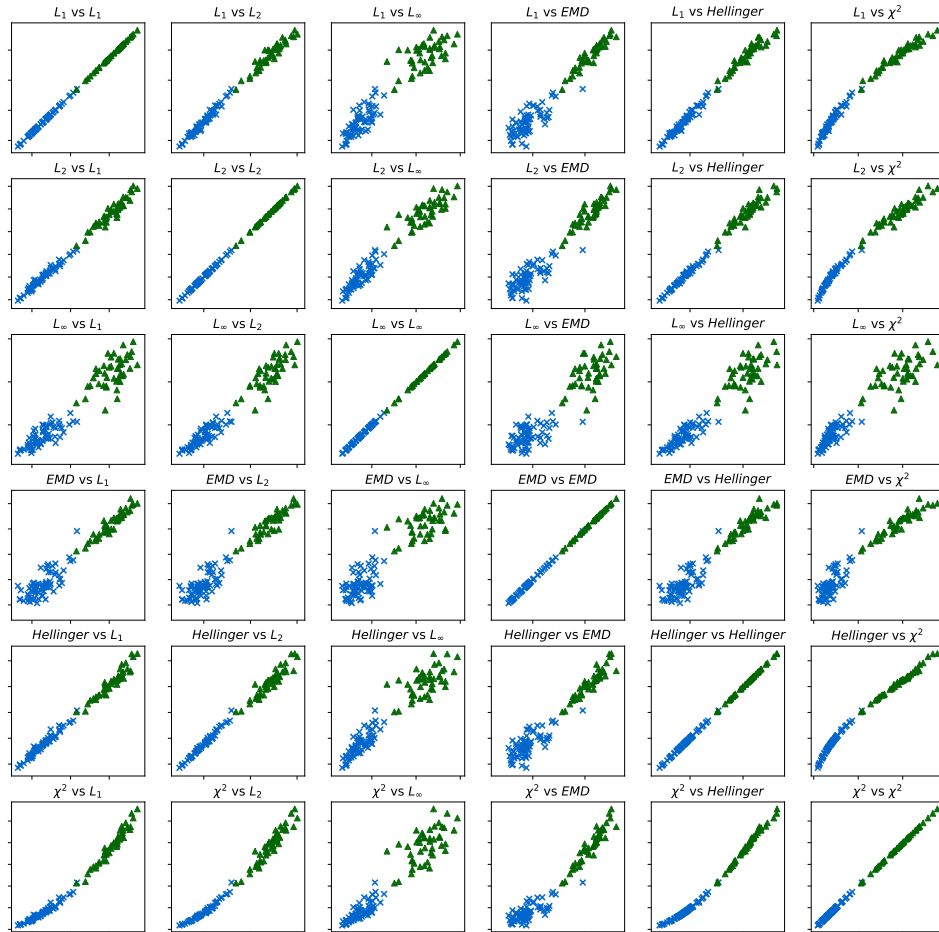 L₁ vs L₁
L₁ vs L₂
L₁ vs L∞
L₁ vs EMD
L₁ vs Hellinger
L₁ vs χ²
L₂ vs L₁
L₂ vs L₂
L₂ vs L∞
L₂ vs EMD
L₂ vs Hellinger
L₂ vs χ²
L∞ vs L₁
L∞ vs L₂
L∞ vs L∞
L∞ vs EMD
L∞ vs Hellinger
L∞ vs χ²
EMD vs L₁
EMD vs L₂
EMD vs L∞
EMD vs EMD
EMD vs Hellinger
EMD vs χ²
Hellinger vs L₁
Hellinger vs L₂
Hellinger vs L∞
Hellinger vs EMD
Hellinger vs Hellinger
Hellinger vs χ²
χ² vs L₁
χ² vs L₂
χ² vs L∞
χ² vs EMD
χ² vs Hellinger
χ² vs χ²